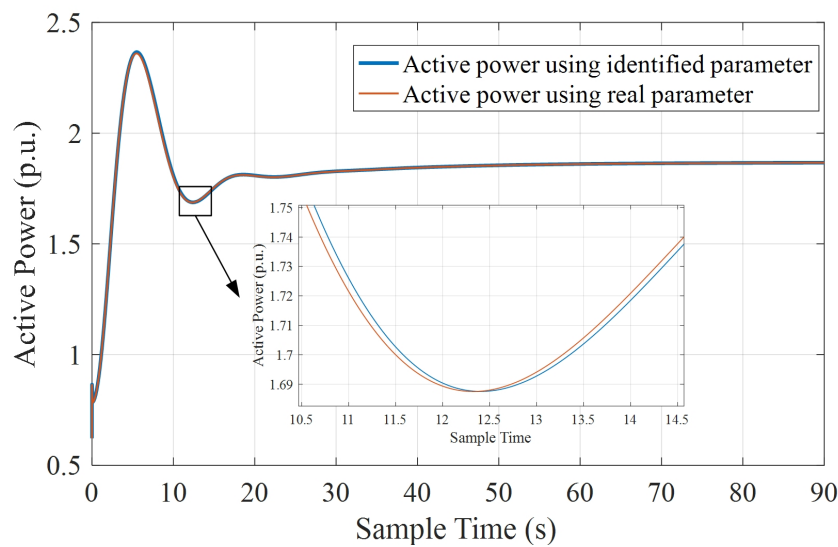 2.5
Active power using identified parameter
Active power using real parameter
2
1.5
1
0.5
Active Power (p.u.)
1.75
1.74
1.73
1.72
1.71
1.7
1.69
Active Power (p.u.)
10.5 11 11.5 12 12.5 13 13.5 14 14.5
Sample Time
0 10 20 30 40 50 60 70 80 90
Sample Time (s)